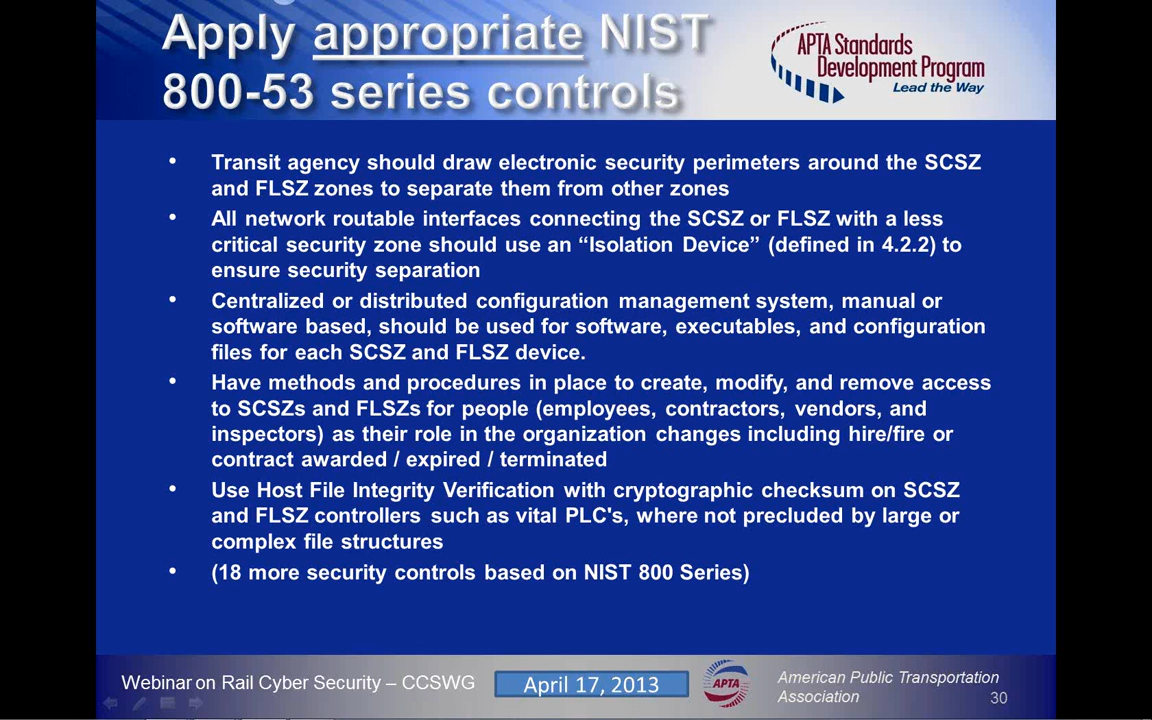 Apply appropriate NIST
800-53 series controls
APTA Standards
Development Program
Lead the Way
• Transit agency should draw electronic security perimeters around the SCSZ
and FLSZ zones to separate them from other zones
• All network routable interfaces connecting the SCSZ or FLSZ with a less
critical security zone should use an “Isolation Device” (defined in 4.2.2) to
ensure security separation
• Centralized or distributed configuration management system, manual or
software based, should be used for software, executables, and configuration
files for each SCSZ and FLSZ device.
• Have methods and procedures in place to create, modify, and remove access
to SCSZs and FLSZs for people (employees, contractors, vendors, and
inspectors) as their role in the organization changes including hire/fire or
contract awarded / expired / terminated
• Use Host File Integrity Verification with cryptographic checksum on SCSZ
and FLSZ controllers such as vital PLC's, where not precluded by large or
complex file structures
• (18 more security controls based on NIST 800 Series)
Webinar on Rail Cyber Security – CCSWG
April 17, 2013
APTA
American Public Transportation
Association
30